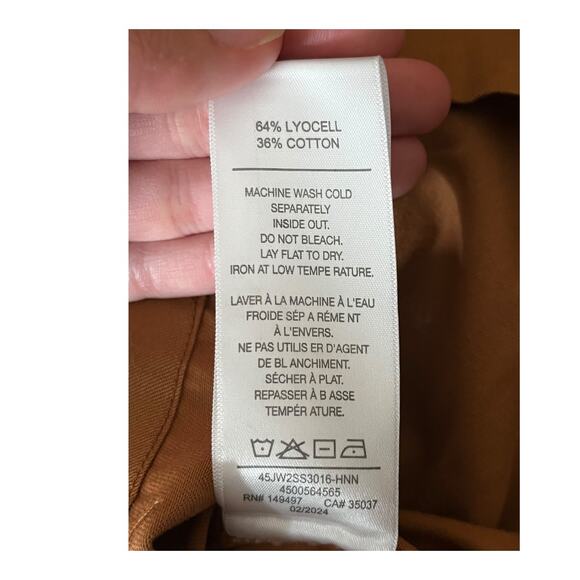 64% LYOCELL
36% COTTON
MACHINE WASH COLD
SEPARATELY
INSIDE OUT.
DO NOT BLEACH.
LAY FLAT TO DRY.
IRON AT LOW TEMPE RATURE.
LAVER À LA MACHINE À L'EAU
FROIDE SÉP A RÉME NT
À L'ENVERS.
NE PAS UTILIS ER D'AGENT
DE BL ANCHIMENT.
SÉCHER À PLAT.
REPASSER À B ASSE
TEMPÉR ATURE.
45JW2SS3016-HNN
4500564565
RN# 149497 CA# 35037
02/2024